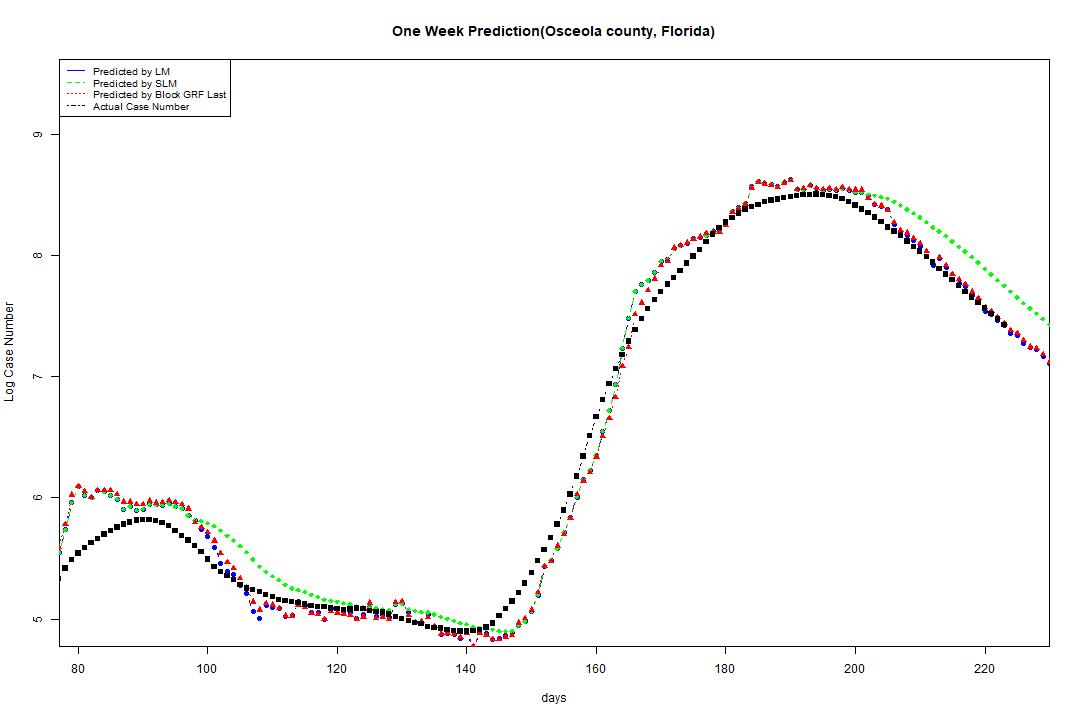 One Week Prediction(Osceola county, Florida)
Predicted by LM
Predicted by SLM
Predicted by Block GRF Last
Actual Case Number
9
8
7
6
5
Log Case Number
80 100 120 140 160 180 200 220
days